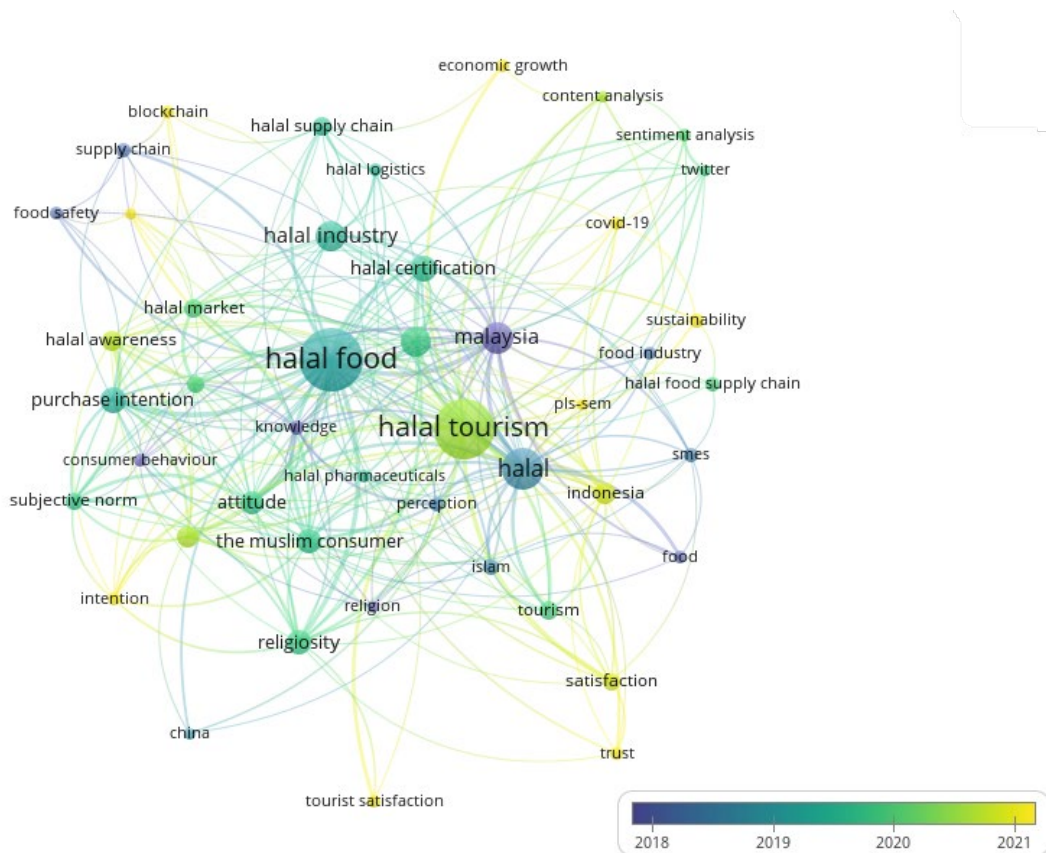 economic growth
content analysis
blockchain
halal supply chain
sentiment analysis
supply chain
halal logistics
twitter
food safety
covid-19
halal industry
halal certification
halal market
sustainability
halal awareness
malaysia
food industry
halal food
halal food supply chain
purchase intention
pls-sem
knowledge
halal tourism
consumer behaviour
smes
halal
halal pharmaceuticals
indonesia
subjective norm
attitude
perception
the muslim consumer
food
islam
intention
religion
tourism
religiosity
satisfaction
china
trust
tourist satisfaction
2018
2019
2020
2021